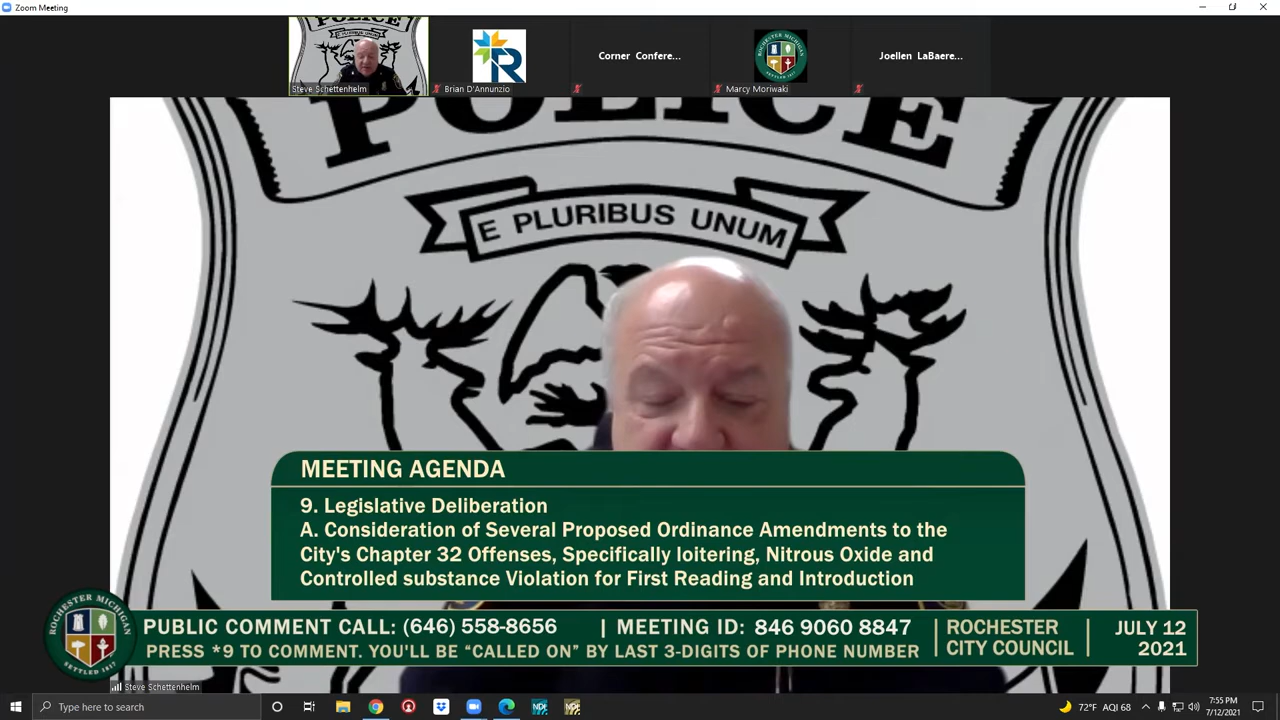 Zoom Meeting
Steve Schettenhelm
Brian D'Annunzio
Corner Confere...
Marcy Moriwaki
Joellen LaBaere...
POLICE
E PLURIBUS UNUM
MEETING AGENDA
9. Legislative Deliberation
A. Consideration of Several Proposed Ordinance Amendments to the
City's Chapter 32 Offenses, Specifically loitering, Nitrous Oxide and
Controlled substance Violation for First Reading and Introduction
ROCHESTER MICHIGAN
SETTLED 1817
PUBLIC COMMENT CALL: (646) 558-8656 | MEETING ID: 846 9060 8847
PRESS *9 TO COMMENT. YOU'LL BE “CALLED ON” BY LAST 3-DIGITS OF PHONE NUMBER
ROCHESTER
CITY COUNCIL
JULY 12
2021
Steve Schettenhelm
Type here to search
72°F AQI 68
7:55 PM
7/12/2021